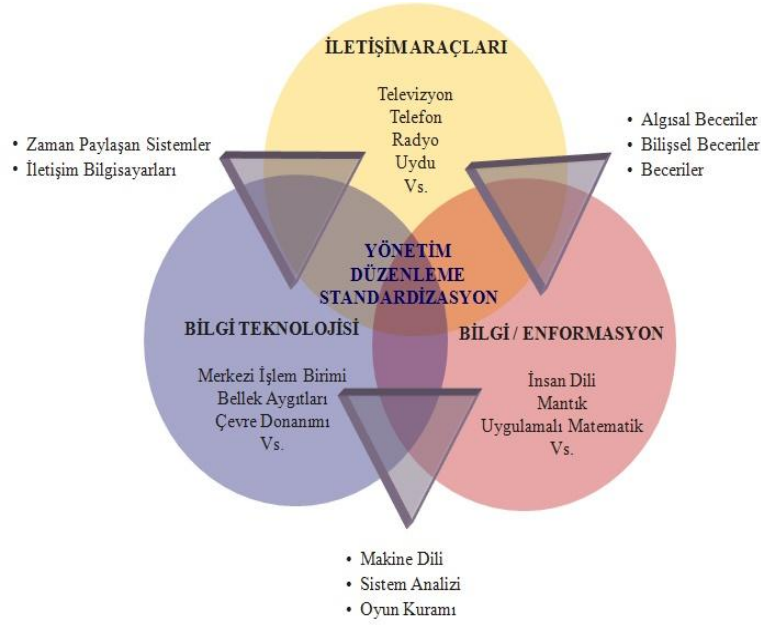 İLETİŞİM ARAÇLARI
Televizyon
Telefon
Radyo
Uydu
Vs.
• Zaman Paylaşan Sistemler
• İletişim Bilgisayarları
• Algısal Beceriler
• Bilişsel Beceriler
• Beceriler
YÖNETİM
DÜZENLEME
STANDARDİZASYON
BİLGİ TEKNOLOJİSİ
Merkezi İşlem Birimi
Bellek Aygıtları
Çevre Donanımı
Vs.
BİLGİ / ENFORMASYON
İnsan Dili
Mantık
Uygulamalı Matematik
Vs.
• Makine Dili
• Sistem Analizi
• Oyun Kuramı